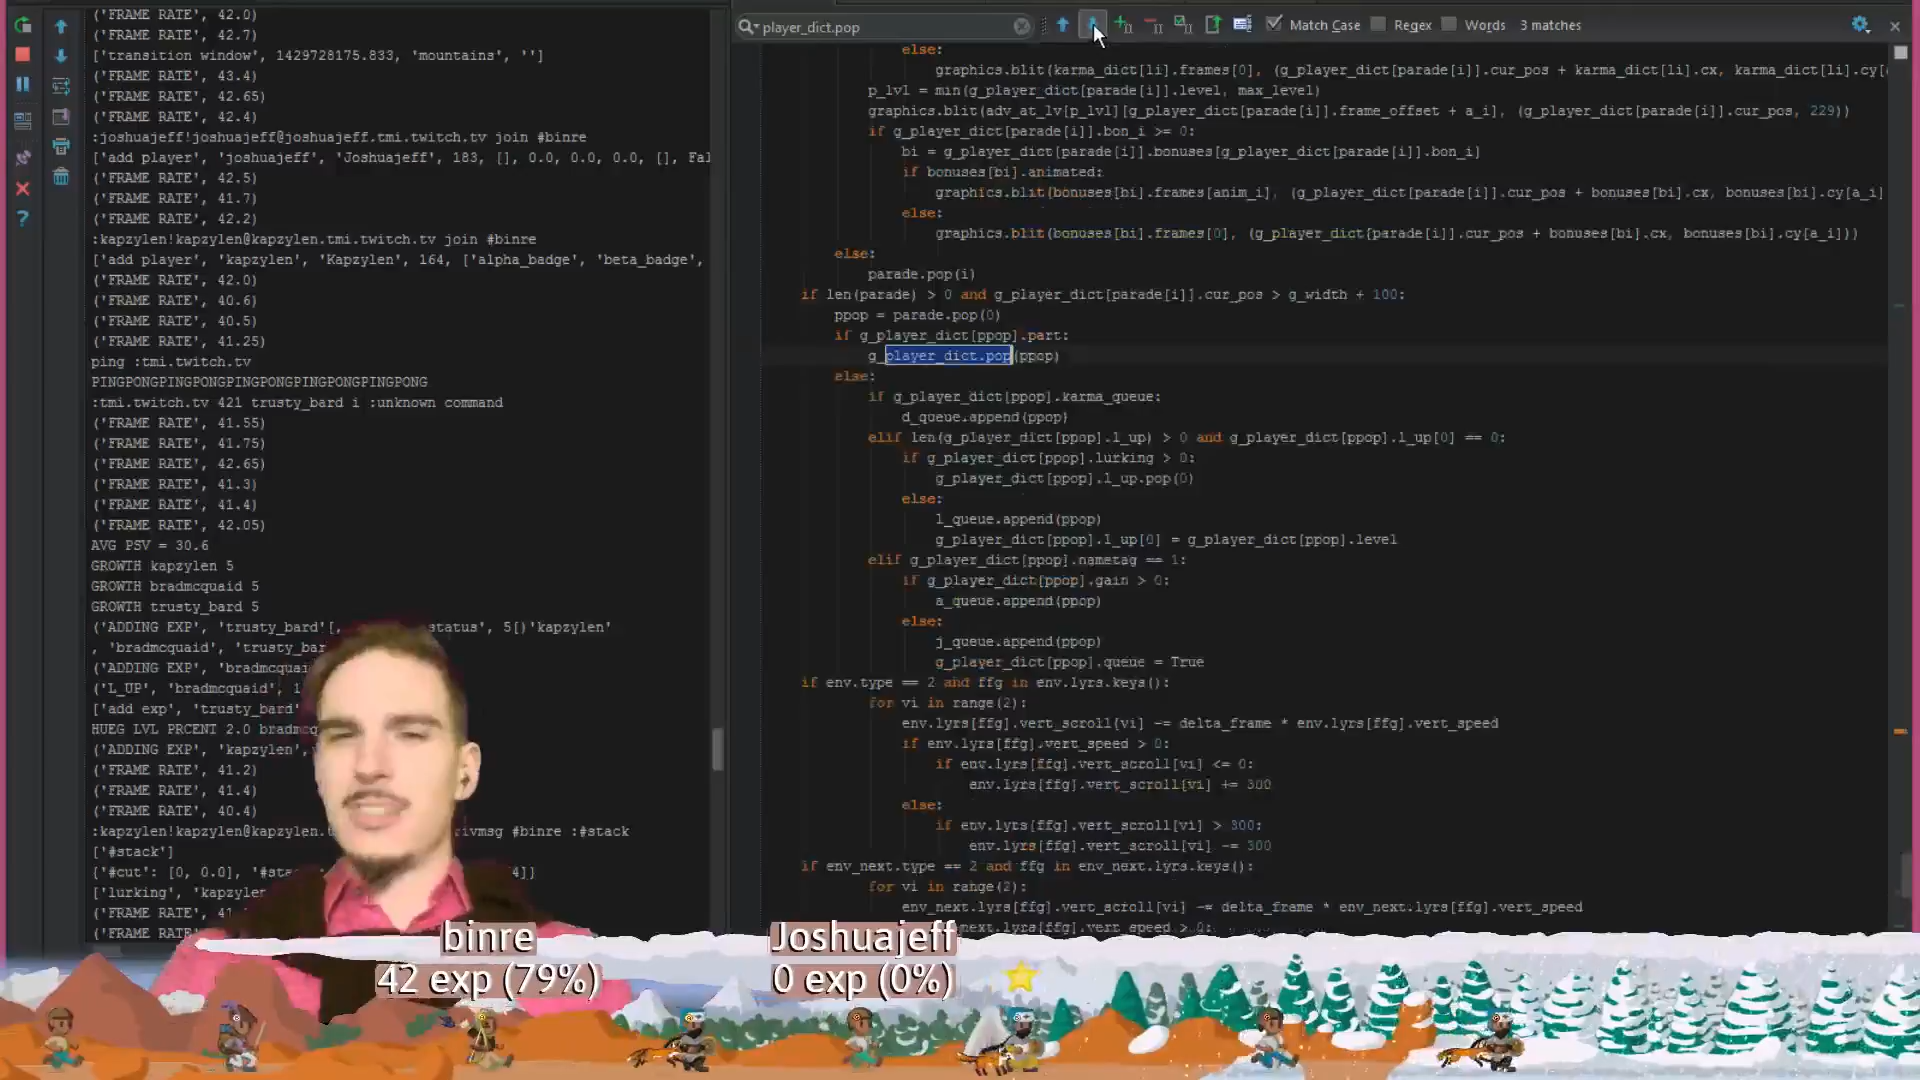 ('FRAME RATE', 42.0)
('FRAME RATE', 42.7)
['transition window', 1429728175.833, 'mountains', '']
('FRAME RATE', 43.4)
('FRAME RATE', 42.65)
('FRAME RATE', 42.4)
:joshuajeff!joshuajeff@joshuajeff.tmi.twitch.tv join #binre
['add player', 'joshuajeff', 'Joshuajeff', 183, [], 0.0, 0.0, 0.0, [], Fal
('FRAME RATE', 42.5)
('FRAME RATE', 41.7)
('FRAME RATE', 42.2)
:kapzylen!kapzylen@kapzylen.tmi.twitch.tv join #binre
['add player', 'kapzylen', 'Kapzylen', 164, ['alpha_badge', 'beta_badge',
('FRAME RATE', 42.0)
('FRAME RATE', 40.6)
('FRAME RATE', 40.5)
('FRAME RATE', 41.25)
ping :tmi.twitch.tv
PINGPONGPINGPONGPINGPONGPINGPONGPINGPONG
:tmi.twitch.tv 421 trusty_bard i :unknown command
('FRAME RATE', 41.55)
('FRAME RATE', 41.75)
('FRAME RATE', 42.65)
('FRAME RATE', 41.3)
('FRAME RATE', 41.4)
('FRAME RATE', 42.05)
AVG PSV = 30.6
GROWTH kapzylen 5
GROWTH bradmcquaid 5
GROWTH trusty_bard 5
('ADDING EXP', 'trusty_bard'[, status', 5[)'kapzylen'
, 'bradmcquaid', 'trusty_bar
('ADDING EXP', 'bradmcquai
('L_UP', 'bradmcquaid', 1
['add exp', 'trusty_bard'
HUEG LVL PRCENT 2.0 bradmcq
('ADDING EXP', 'kapzylen',
('FRAME RATE', 41.2)
('FRAME RATE', 41.4)
('FRAME RATE', 40.4)
:kapzylen!kapzylen@kapzylen.t ivmsg #binre :#stack
['#stack']
['#cut': [0, 0.0], '#sta 4]]
['lurking', 'kapzylen
('FRAME RATE', 41.
('FRAME RATE',
player_dict.pop
Match Case
Regex
Words
3 matches
else:
graphics.blit(karma_dict[li].frames[0], (g_player_dict[parade[i]].cur_pos + karma_dict[li].cx, karma_dict[li].cy[
p_lvl = min(g_player_dict[parade[i]].level, max_level)
graphics.blit(adv_at_lv[p_lvl][g_player_dict[parade[i]].frame_offset + a_i], (g_player_dict[parade[i]].cur_pos, 229))
if g_player_dict[parade[i]].bon_i >= 0:
bi = g_player_dict[parade[i]].bonuses[g_player_dict[parade[i]].bon_i]
if bonuses[bi].animated:
graphics.blit(bonuses[bi].frames[anim_i], (g_player_dict[parade[i]].cur_pos + bonuses[bi].cx, bonuses[bi].cy[a_i]
else:
graphics.blit(bonuses[bi].frames[0], (g_player_dict[parade[i]].cur_pos + bonuses[bi].cx, bonuses[bi].cy[a_i]))
else:
parade.pop(i)
if len(parade) > 0 and g_player_dict[parade[i]].cur_pos > g_width + 100:
ppop = parade.pop(0)
if g_player_dict[ppop].part:
g_player_dict.pop(ppop)
else:
if g_player_dict[ppop].karma_queue:
d_queue.append(ppop)
elif len(g_player_dict[ppop].l_up) > 0 and g_player_dict[ppop].l_up[0] == 0:
if g_player_dict[ppop].lurking > 0:
g_player_dict[ppop].l_up.pop(0)
else:
l_queue.append(ppop)
g_player_dict[ppop].l_up[0] = g_player_dict[ppop].level
elif g_player_dict[ppop].nametag == 1:
if g_player_dict[ppop].gain > 0:
a_queue.append(ppop)
else:
j_queue.append(ppop)
g_player_dict[ppop].queue = True
if env.type == 2 and ffg in env.lyrs.keys():
for vi in range(2):
env.lyrs[ffg].vert_scroll[vi] -= delta_frame * env.lyrs[ffg].vert_speed
if env.lyrs[ffg].vert_speed > 0:
if env.lyrs[ffg].vert_scroll[vi] <= 0:
env.lyrs[ffg].vert_scroll[vi] += 300
else:
if env.lyrs[ffg].vert_scroll[vi] > 300:
env.lyrs[ffg].vert_scroll[vi] -= 300
if env_next.type == 2 and ffg in env_next.lyrs.keys():
for vi in range(2):
env_next.lyrs[ffg].vert_scroll[vi] -= delta_frame * env_next.lyrs[ffg].vert_speed
binre
42 exp (79%)
Joshuajeff
0 exp (0%)